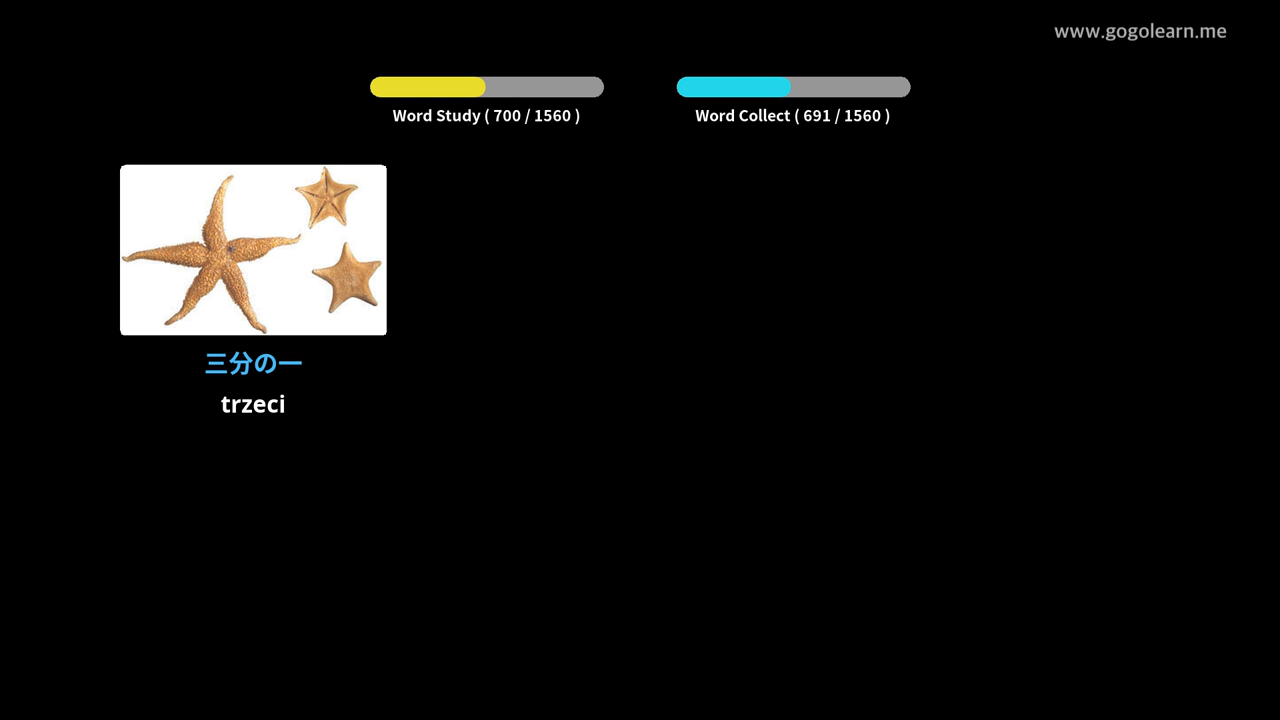 www.gogolearn.me
Word Study ( 700 / 1560 )
Word Collect ( 691 / 1560 )
三分の一
trzeci